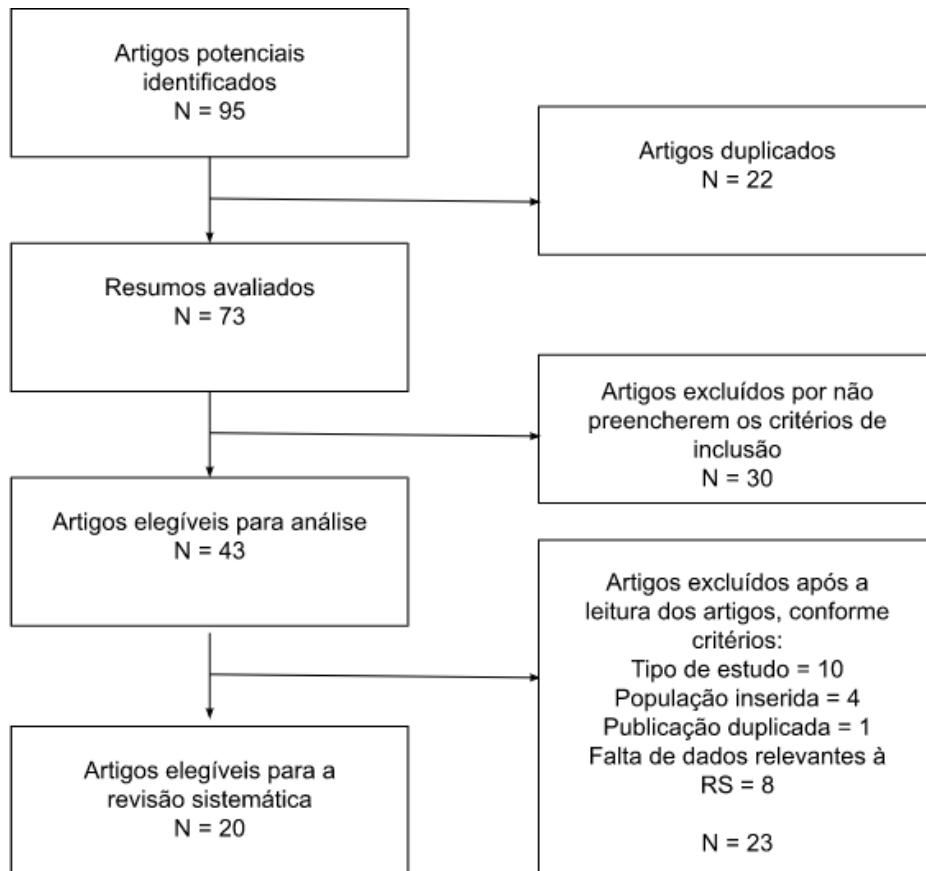 Artigos potenciais
identificados
N = 95
Artigos duplicados
N = 22
Resumos avaliados
N = 73
Artigos excluídos por não
preencherem os critérios de
inclusão
N = 30
Artigos elegíveis para análise
N = 43
Artigos excluídos após a
leitura dos artigos, conforme
critérios:
Tipo de estudo = 10
População inserida = 4
Publicação duplicada = 1
Falta de dados relevantes à
RS = 8
N = 23
Artigos elegíveis para a
revisão sistemática
N = 20